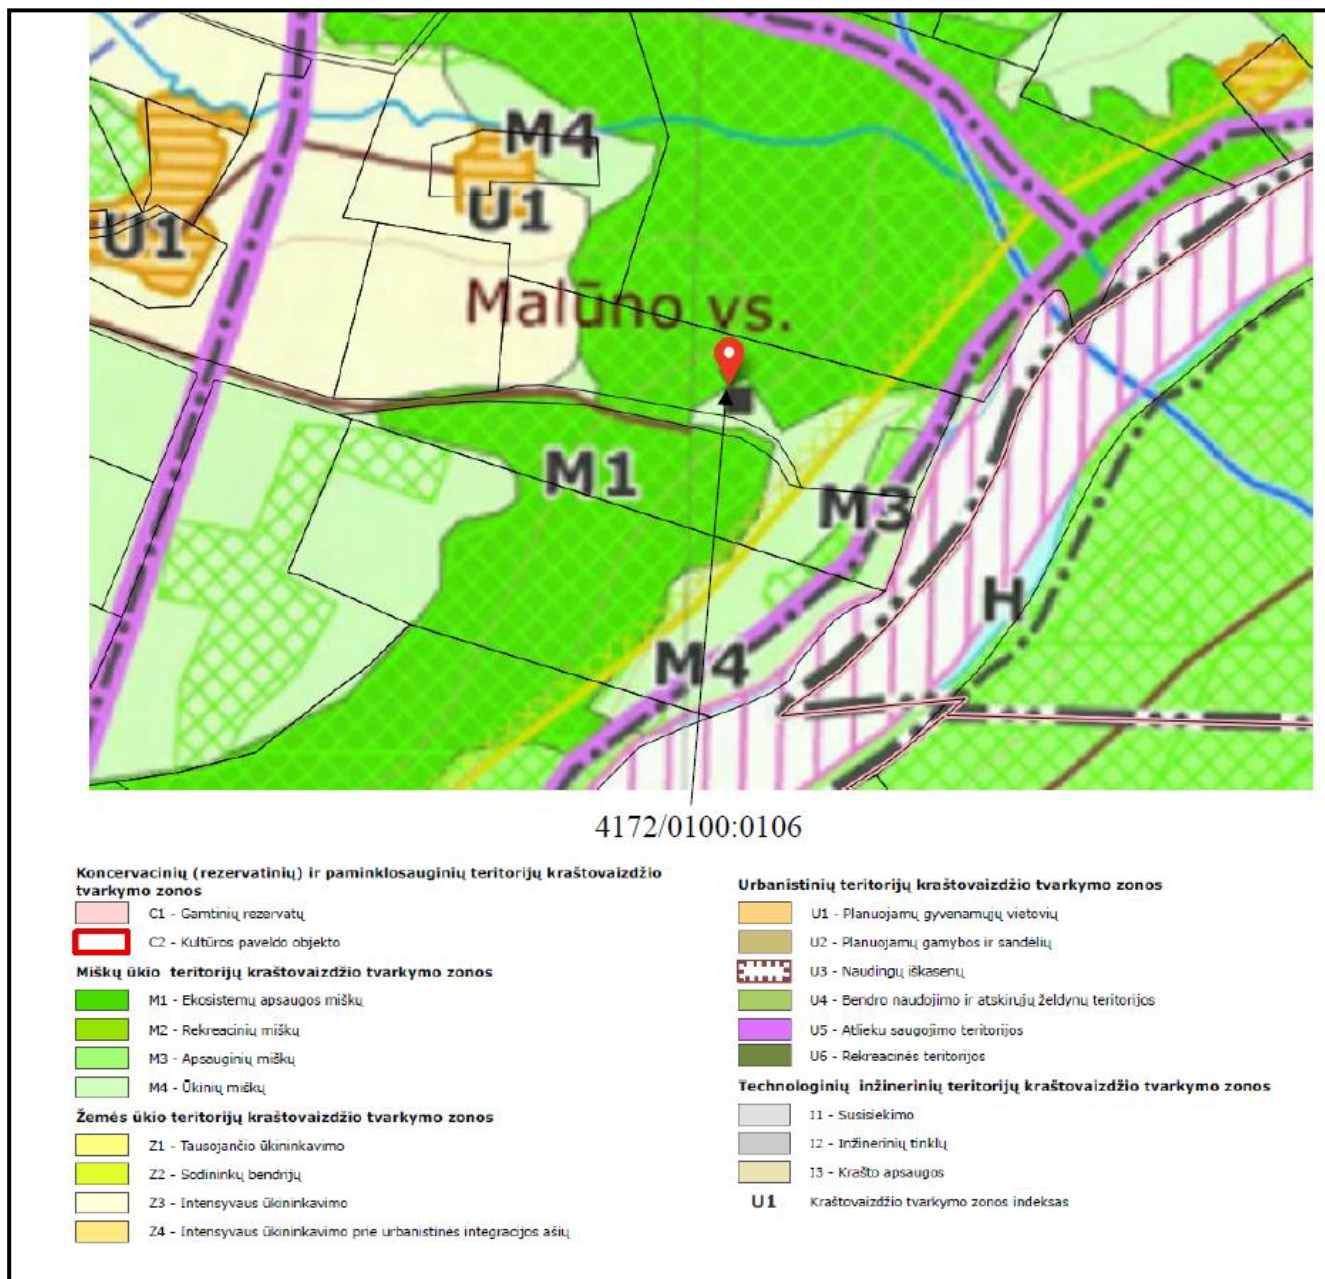 M4
U1
U1
Malūno vs.
M1
M3
H
M4
4172/0100:0106
Koncervacinių (rezervatinių) ir paminklosauginių teritorijų kraštovaizdžio
tvarkymo zonos
C1 - Gamtinių rezervatų
C2 - Kultūros paveldo objekto
Miškų ūkio teritorijų kraštovaizdžio tvarkymo zonos
M1 - Ekosistemų apsaugos miškų
M2 - Rekreacinių miškų
M3 - Apsauginių miškų
M4 - Ūkinių miškų
Žemės ūkio teritorijų kraštovaizdžio tvarkymo zonos
Z1 - Tausojančio ūkininkavimo
Z2 - Sodininkų bendrijų
Z3 - Intensyvaus ūkininkavimo
Z4 - Intensyvaus ūkininkavimo prie urbanistinės integracijos ašių
Urbanistinių teritorijų kraštovaizdžio tvarkymo zonos
U1 - Planuojamų gyvenamųjų vietovių
U2 - Planuojamų gamybos ir sandėlių
U3 - Naudingų iškasenų
U4 - Bendro naudojimo ir atskirųjų želdynų teritorijos
U5 - Atliekų saugojimo teritorijos
U6 - Rekreacinės teritorijos
Technologinių inžinerinių teritorijų kraštovaizdžio tvarkymo zonos
I1 - Susisiekimo
I2 - Inžinerinių tinklų
I3 - Krašto apsaugos
U1 Kraštovaizdžio tvarkymo zonos indeksas